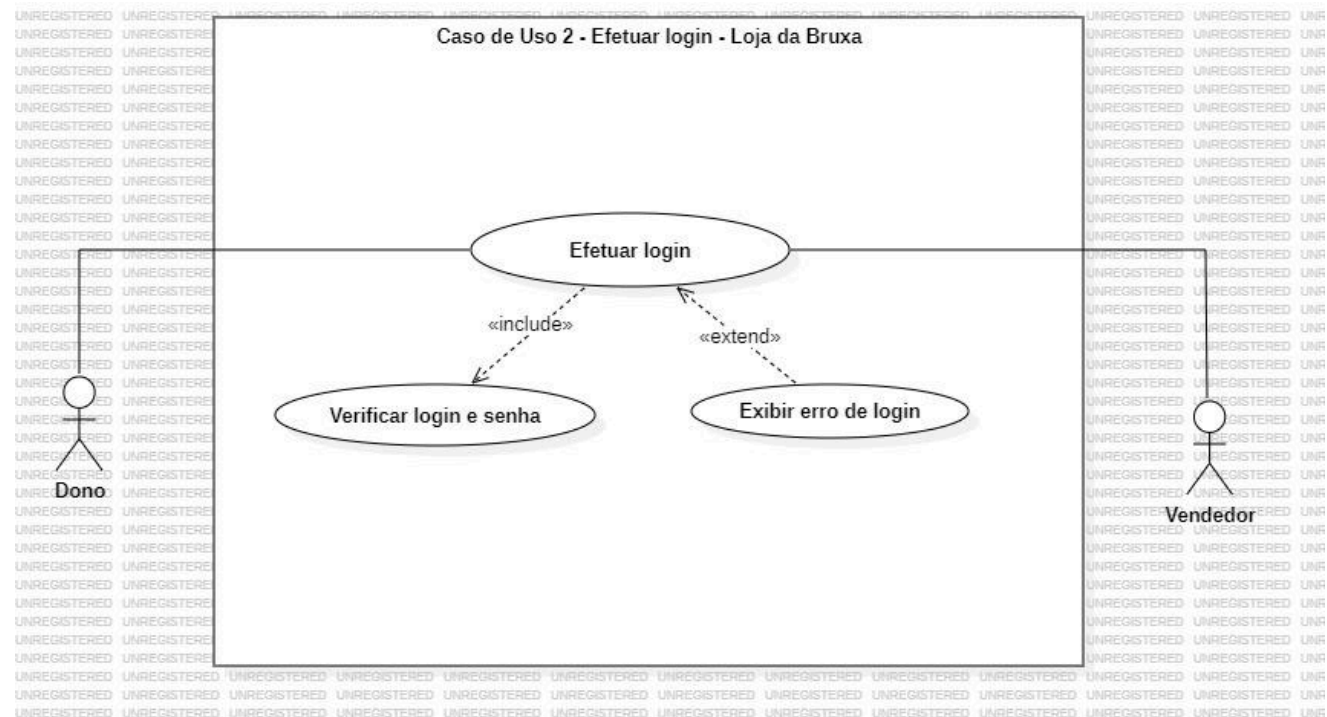 Caso de Uso 2 - Efetuar login - Loja da Bruxa
Efetuar login
«include»
«extend»
Verificar login e senha
Exibir erro de login
Dono
Vendedor
UNREGISTERED